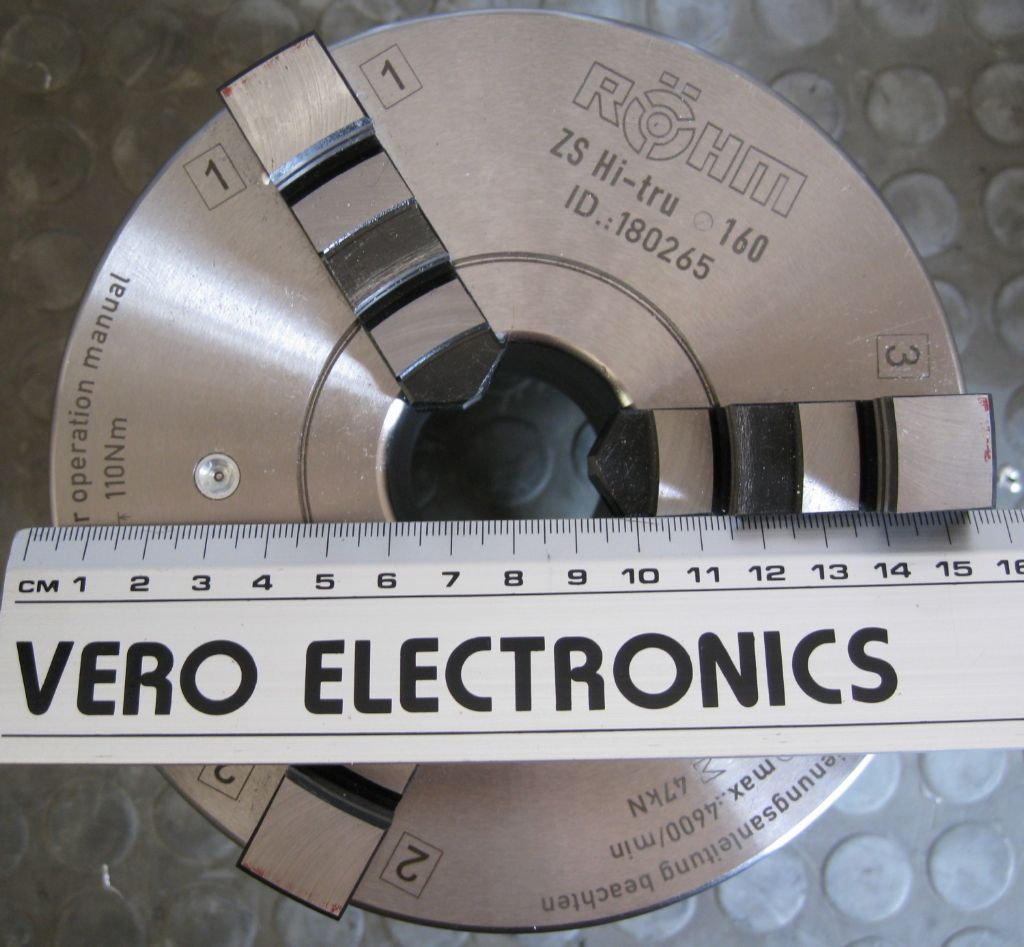 RÖHM
ZS Hi-tru ⌀ 160
ID.:180265
1
1
3
r operation manual
110Nm
CM 1 2 3 4 5 6 7 8 9 10 11 12 13 14 15 16
VERO ELECTRONICS
2
2
47kN
max.:4600/min
ienungsanleitung beachten